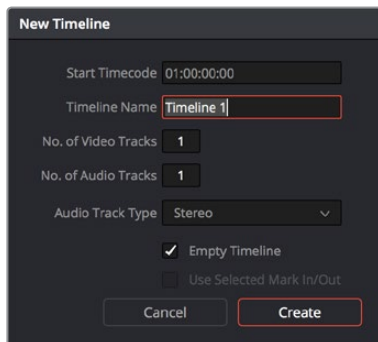 New Timeline
Start Timecode 01:00:00:00
Timeline Name Timeline 1
No. of Video Tracks 1
No. of Audio Tracks 1
Audio Track Type Stereo
Empty Timeline
Use Selected Mark In/Out
Cancel Create